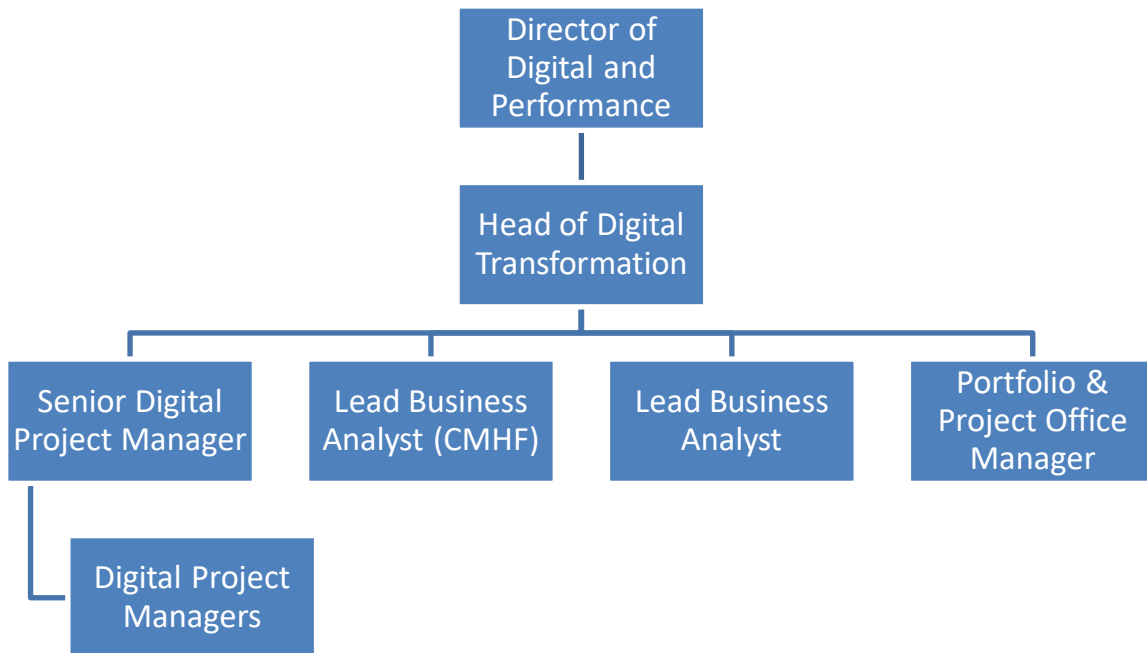 Director of
Digital and
Performance
Head of Digital
Transformation
Senior Digital
Project Manager
Lead Business
Analyst (CMHF)
Lead Business
Analyst
Portfolio &
Project Office
Manager
Digital Project
Managers